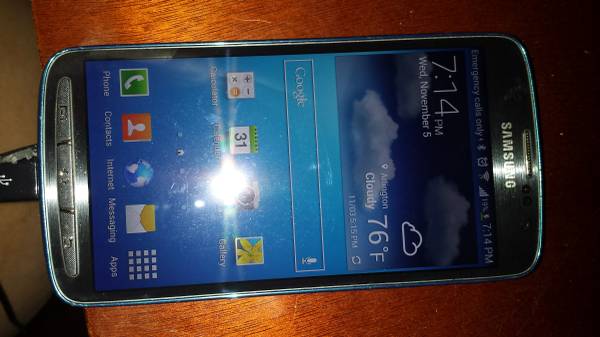 SAMSUNG
Emergency calls only 19% 7:14 PM
7:14 PM
Wed, November 5
Arlington
Cloudy
76°F
11/03 5:15 PM
Google
Calculator
31
Gallery
Phone
Contacts
Internet
Messaging
Apps